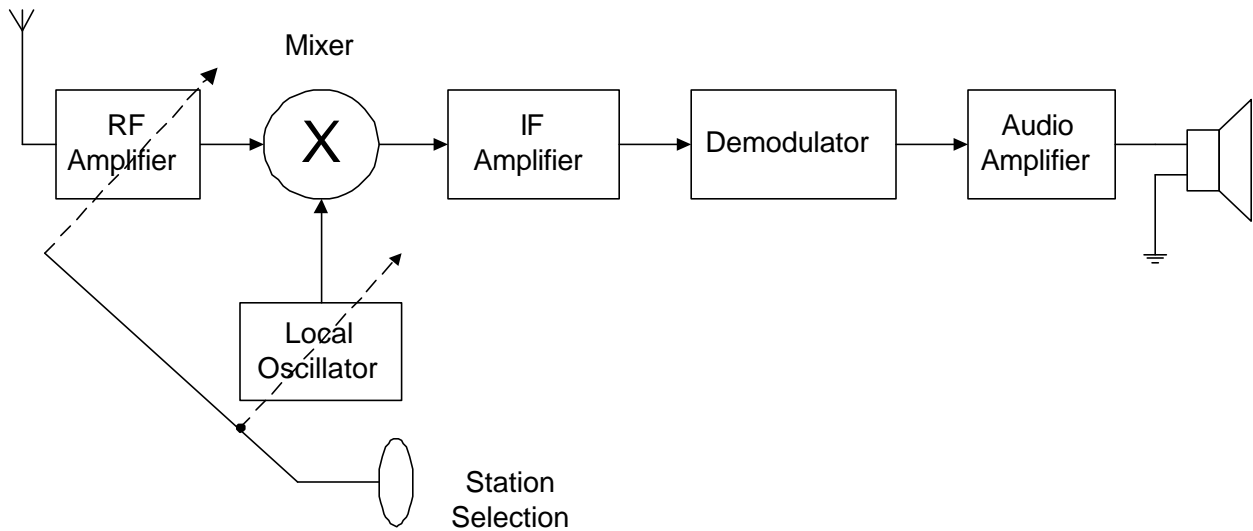 Mixer
RF
Amplifier
X
IF
Amplifier
Demodulator
Audio
Amplifier
Local
Oscillator
Station
Selection